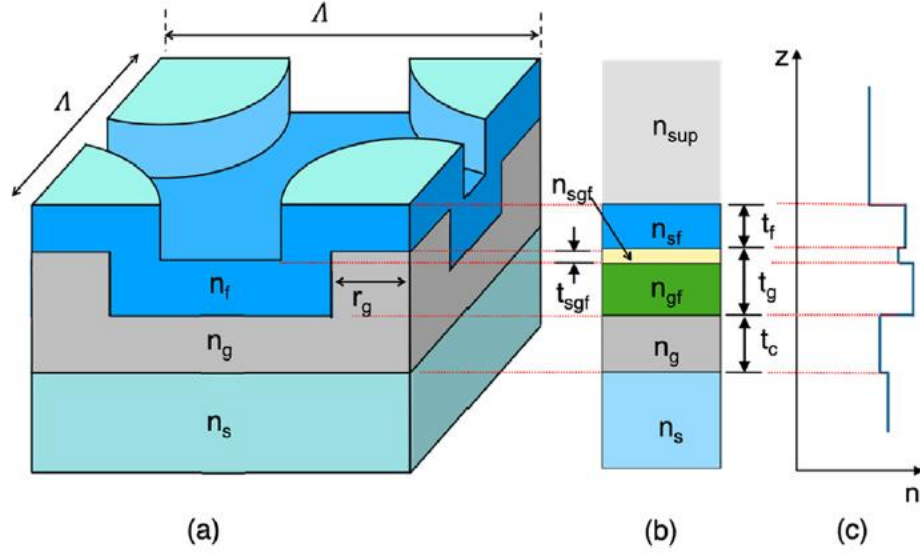 Λ
Λ
z
n_sup
n_sgf
n_sf
t_f
n_f
r_g
t_sgf
n_gf
t_g
n_g
n_g
t_c
n_s
n_s
n
(a)
(b)
(c)